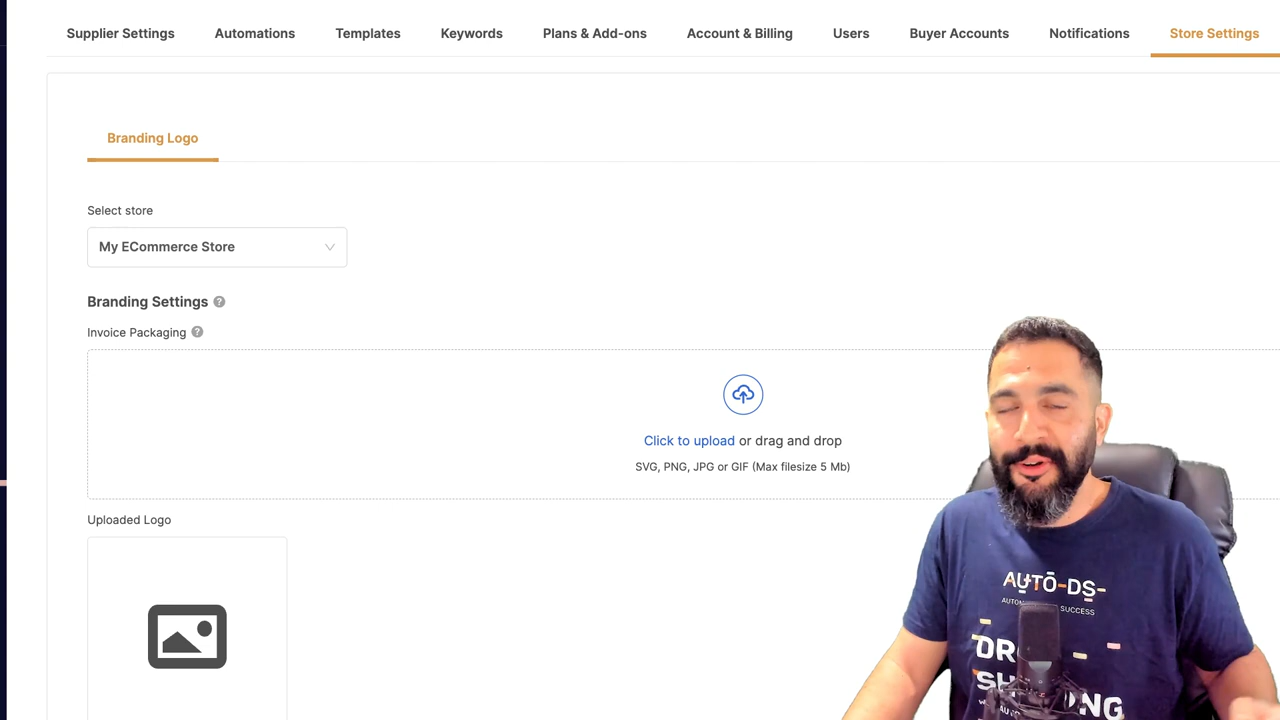 Supplier Settings Automations Templates Keywords Plans & Add-ons Account & Billing Users Buyer Accounts Notifications Store Settings
Branding Logo
Select store
My ECommerce Store
Branding Settings ?
Invoice Packaging ?
Click to upload or drag and drop
SVG, PNG, JPG or GIF (Max filesize 5 Mb)
Uploaded Logo
AUTO-DS-
SUCCESS